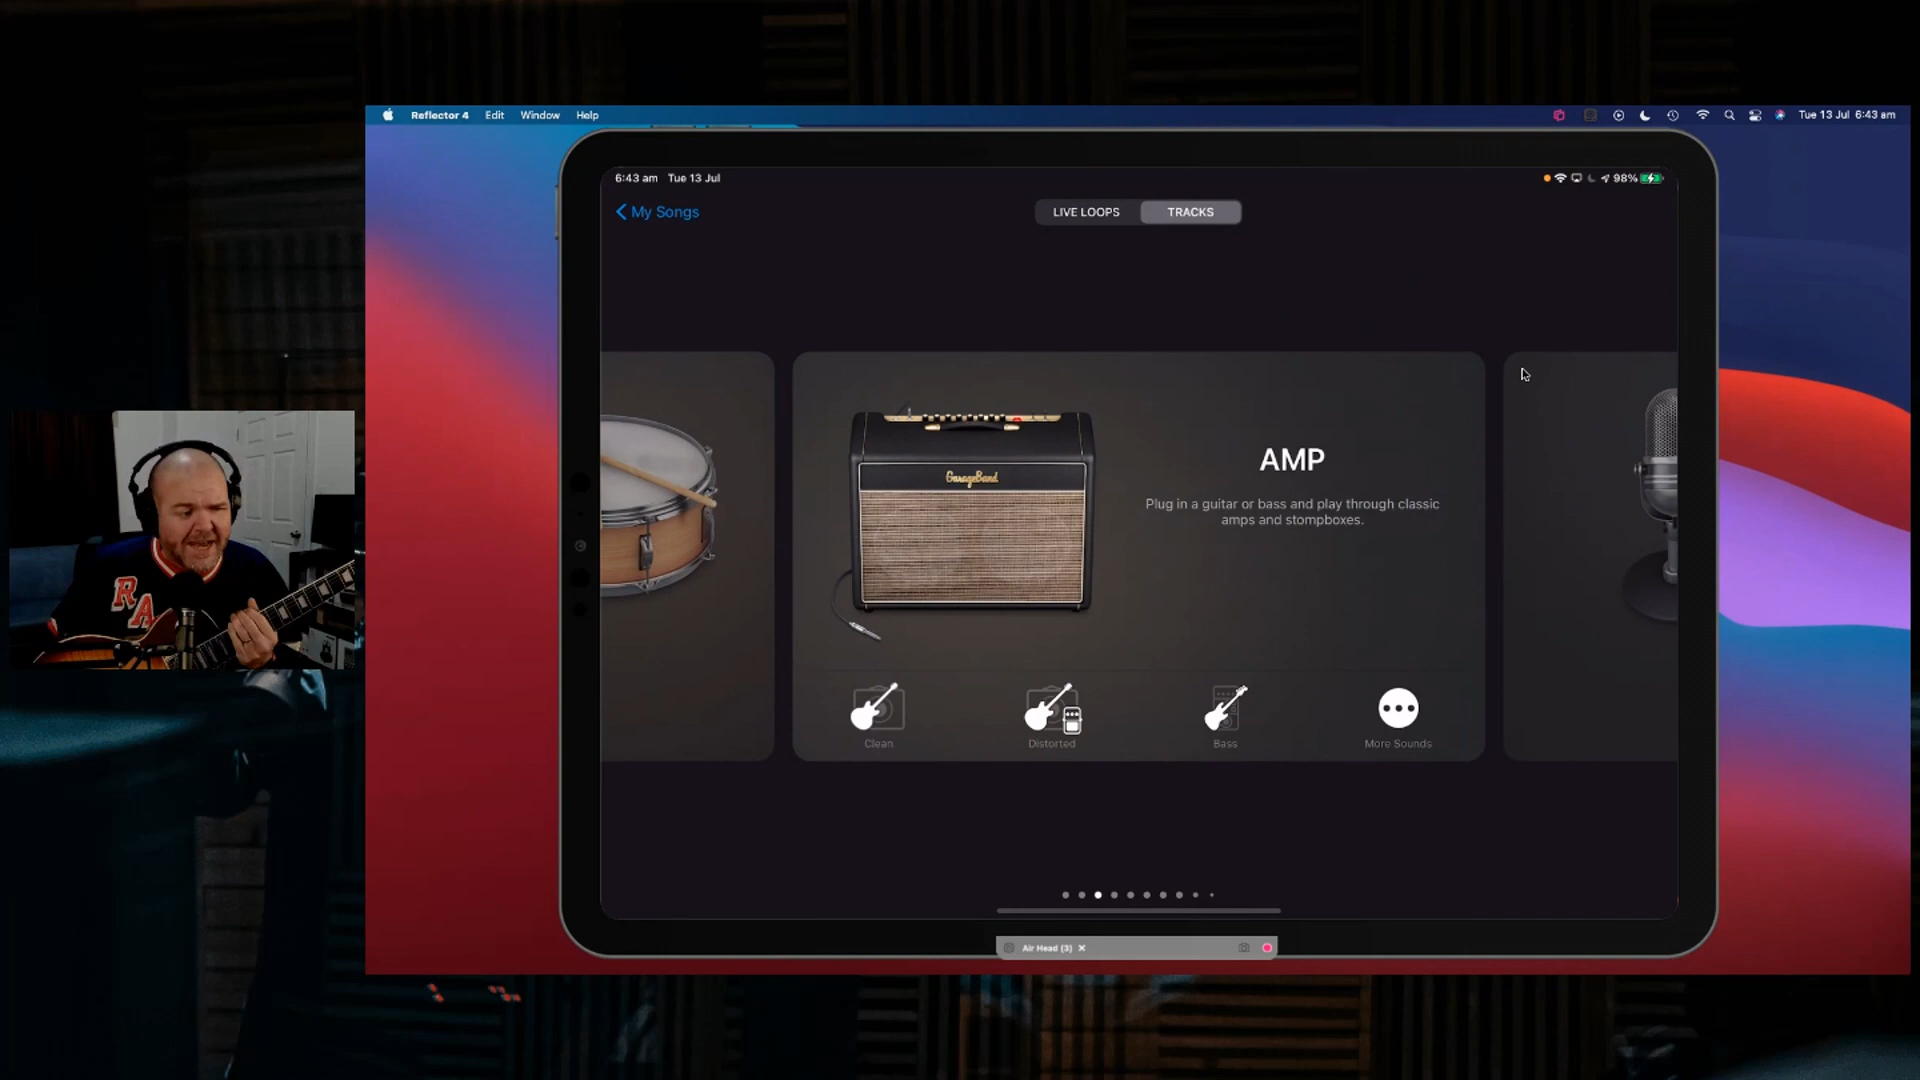 Reflector 4 Edit Window Help
Tue 13 Jul 6:43 am
6:43 am Tue 13 Jul
98%
My Songs
LIVE LOOPS
TRACKS
GarageBand
AMP
Plug in a guitar or bass and play through classic
amps and stompboxes.
Clean
Distorted
Bass
More Sounds
Air Head (3)
RA